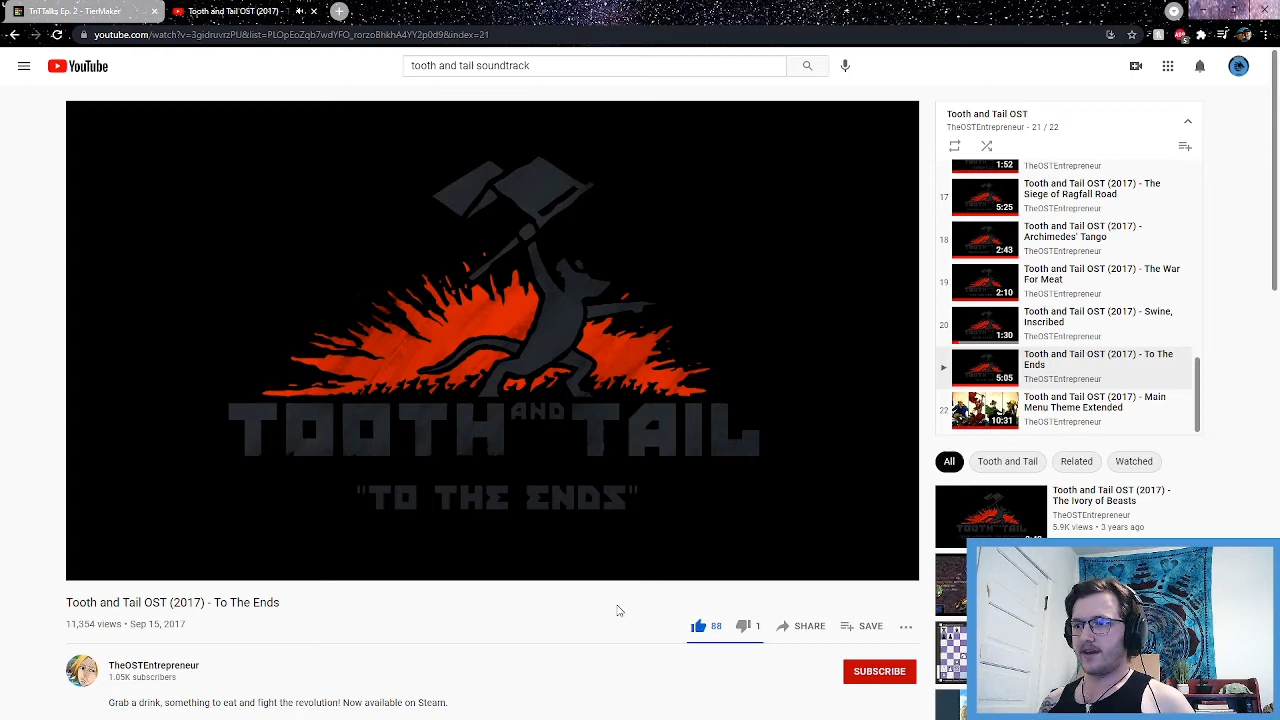 TnTTalks Ep. 2 - TierMaker
Tooth and Tail OST (2017) -
youtube.com/watch?v=3gidruvrzPU&list=PLOpEoZqb7wdYFO_rorzo8hkhA4YY2p0d9&index=21
YouTube
tooth and tail soundtrack
TOOTH AND TAIL
"TO THE ENDS"
Tooth and Tail OST (2017) - To The Ends
11,354 views • Sep 15, 2017
88
1
SHARE
SAVE
TheOSTEntrepreneur
1.05K subscribers
SUBSCRIBE
Grab a drink, something to eat and join the revolution! Now available on Steam.
Tooth and Tail OST
TheOSTEntrepreneur - 21 / 22
1:52
TheOSTEntrepreneur
17
5:25
Tooth and Tail OST (2017) - The
Siege of Ragfall Road
TheOSTEntrepreneur
18
2:43
Tooth and Tail OST (2017) -
Archimedes' Tango
TheOSTEntrepreneur
19
2:10
Tooth and Tail OST (2017) - The War
For Meat
TheOSTEntrepreneur
20
1:30
Tooth and Tail OST (2017) - Swine,
Inscribed
TheOSTEntrepreneur
5:05
Tooth and Tail OST (2017) - To The
Ends
TheOSTEntrepreneur
22
10:31
Tooth and Tail OST (2017) - Main
Menu Theme Extended
TheOSTEntrepreneur
All
Tooth and Tail
Related
Watched
Tooth and Tail OST (2017) -
The Ivory of Beasts
TheOSTEntrepreneur
5.9K views • 3 years ago